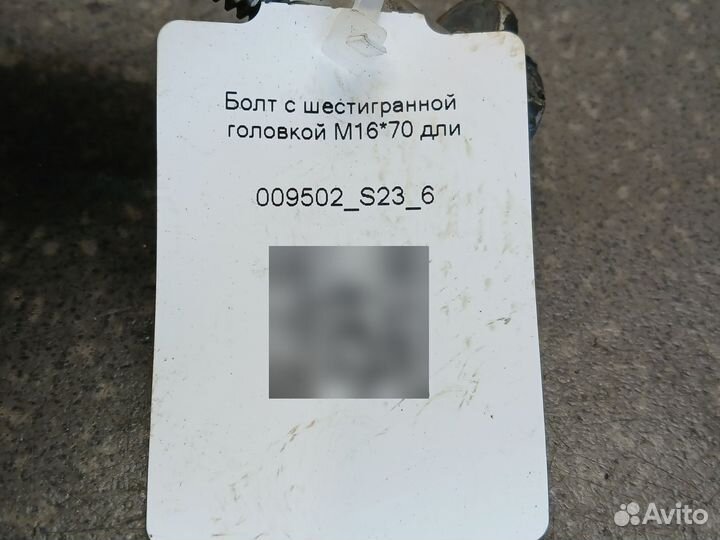 Болт с шестигранной
головкой М16*70 дли
009502_S23_6
Avito